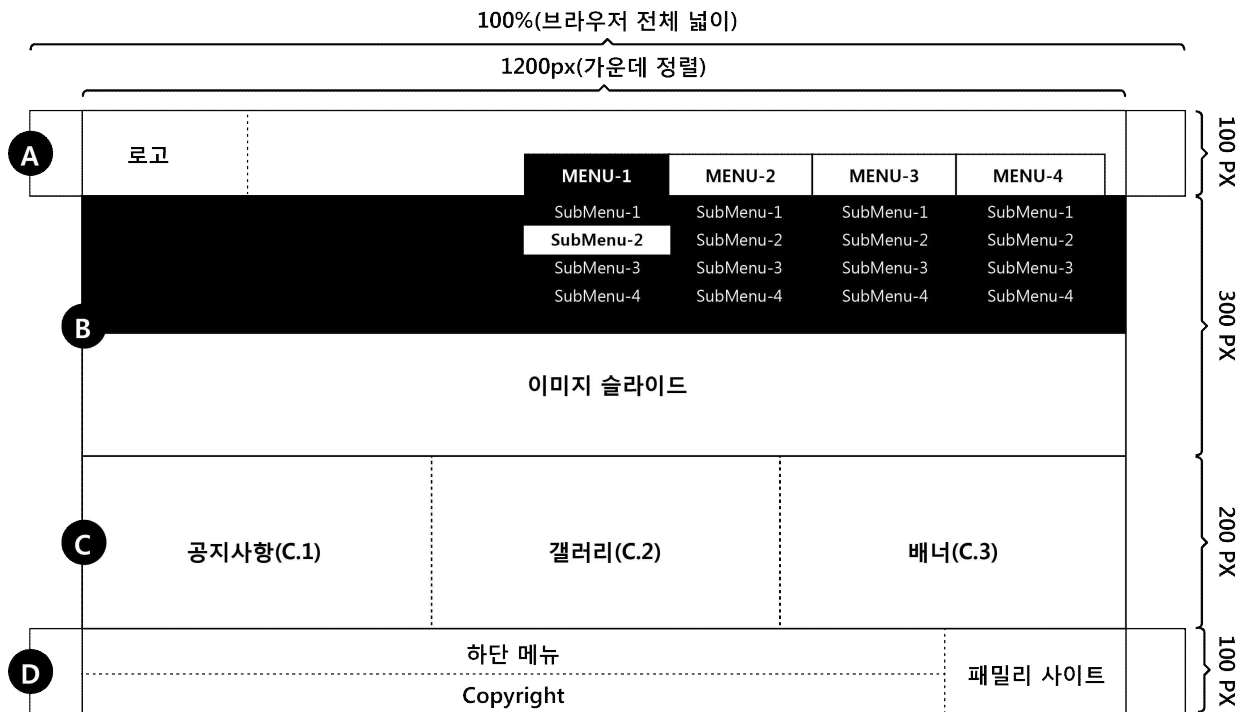 100%(브라우저 전체 넓이)
1200px(가운데 정렬)
A
로고
MENU-1 MENU-2 MENU-3 MENU-4
100 PX
SubMenu-1 SubMenu-1 SubMenu-1 SubMenu-1
SubMenu-2 SubMenu-2 SubMenu-2 SubMenu-2
SubMenu-3 SubMenu-3 SubMenu-3 SubMenu-3
SubMenu-4 SubMenu-4 SubMenu-4 SubMenu-4
B
300 PX
이미지 슬라이드
C
공지사항(C.1) 갤러리(C.2) 배너(C.3)
200 PX
D
하단 메뉴
Copyright
패밀리 사이트
100 PX